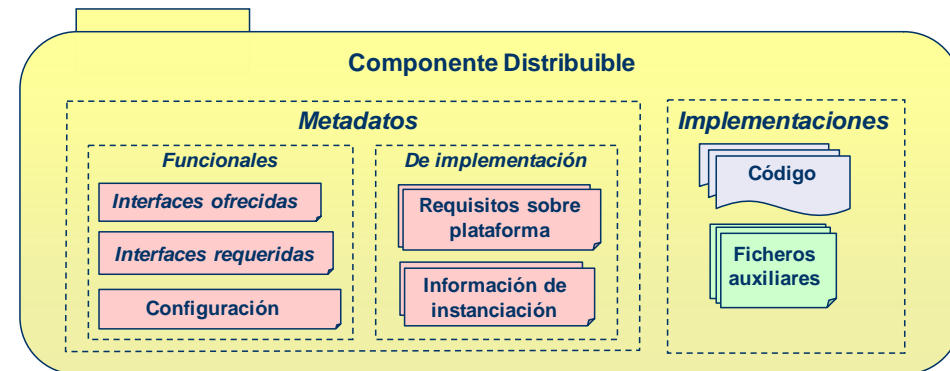 Componente Distribuible
Metadatos
Funcionales
Interfaces ofrecidas
Interfaces requeridas
Configuración
De implementación
Requisitos sobre
plataforma
Información de
instanciación
Implementaciones
Código
Ficheros
auxiliares